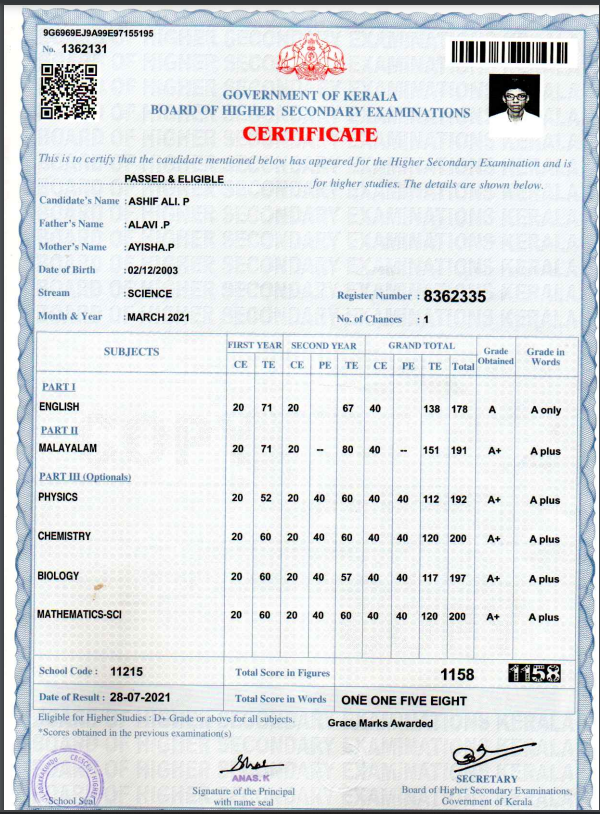 9G6969EJ9A99E97155195
No. 1362131
GOVERNMENT OF KERALA
BOARD OF HIGHER SECONDARY EXAMINATIONS
CERTIFICATE
This is to certify that the candidate mentioned below has appeared for the Higher Secondary Examination and is
PASSED & ELIGIBLE for higher studies. The details are shown below.
Candidate's Name : ASHIF ALI. P
Father's Name : ALAVI .P
Mother's Name : AYISHA.P
Date of Birth : 02/12/2003
Stream : SCIENCE Register Number : 8362335
Month & Year : MARCH 2021 No. of Chances : 1
SUBJECTS FIRST YEAR SECOND YEAR GRAND TOTAL Grade Obtained Grade in Words
CE TE CE PE TE CE PE TE Total
PART I
ENGLISH 20 71 20 67 40 138 178 A A only
PART II
MALAYALAM 20 71 20 -- 80 40 -- 151 191 A+ A plus
PART III (Optionals)
PHYSICS 20 52 20 40 60 40 40 112 192 A+ A plus
CHEMISTRY 20 60 20 40 60 40 40 120 200 A+ A plus
BIOLOGY 20 60 20 40 57 40 40 117 197 A+ A plus
MATHEMATICS-SCI 20 60 20 40 60 40 40 120 200 A+ A plus
School Code : 11215 Total Score in Figures 1158 1158
Date of Result : 28-07-2021 Total Score in Words ONE ONE FIVE EIGHT
Eligible for Higher Studies : D+ Grade or above for all subjects. Grace Marks Awarded
*Scores obtained in the previous examination(s)
ANAS. K
SECRETARY
School Seal Signature of the Principal Board of Higher Secondary Examinations,
with name seal Government of Kerala